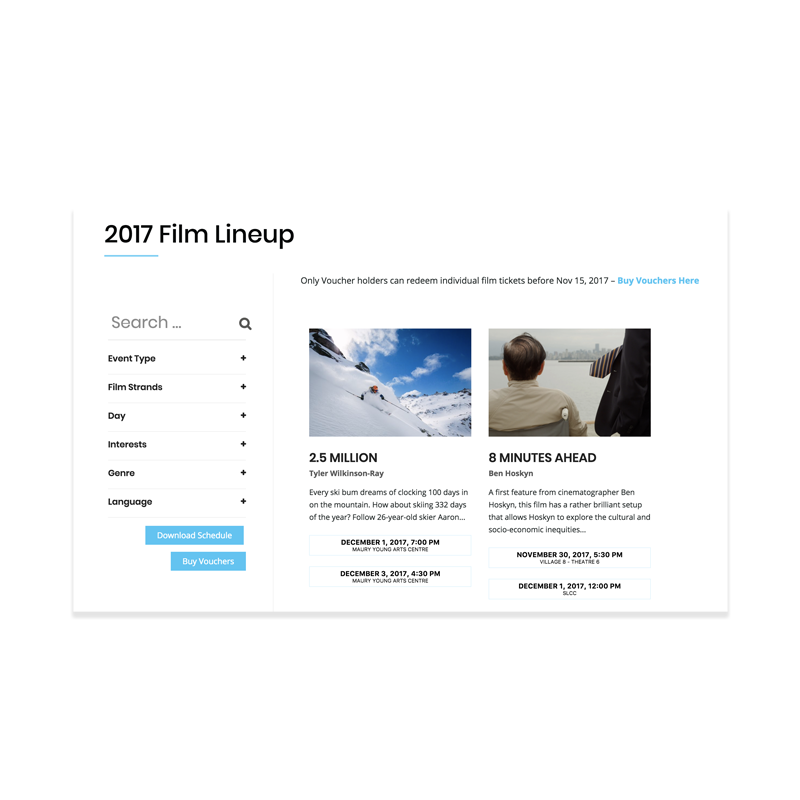 2017 Film Lineup
Only Voucher holders can redeem individual film tickets before Nov 15, 2017 – Buy Vouchers Here
Search ...
Event Type +
Film Strands +
Day +
Interests +
Genre +
Language +
Download Schedule
Buy Vouchers
2.5 MILLION
Tyler Wilkinson-Ray
Every ski bum dreams of clocking 100 days in
on the mountain. How about skiing 332 days
of the year? Follow 26-year-old skier Aaron...
DECEMBER 1, 2017, 7:00 PM
MAURY YOUNG ARTS CENTRE
DECEMBER 3, 2017, 4:30 PM
MAURY YOUNG ARTS CENTRE
8 MINUTES AHEAD
Ben Hoskyn
A first feature from cinematographer Ben
Hoskyn, this film has a rather brilliant setup
that allows Hoskyn to explore the cultural and
socio-economic inequities...
NOVEMBER 30, 2017, 5:30 PM
VILLAGE 8 - THEATRE 6
DECEMBER 1, 2017, 12:00 PM
SLCC